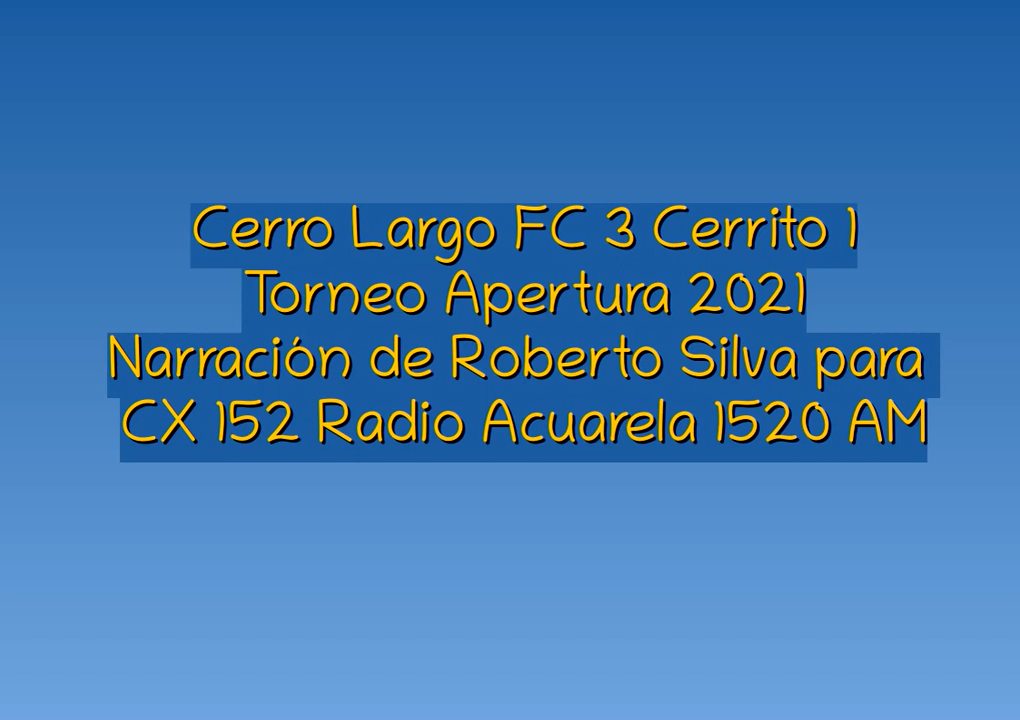 Cerro Largo FC 3 Cerrito 1
Torneo Apertura 2021
Narración de Roberto Silva para
CX 152 Radio Acuarela 1520 AM